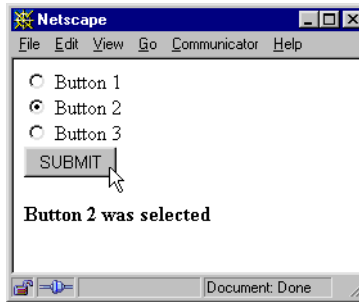 Netscape
File Edit View Go Communicator Help
Button 1
Button 2
Button 3
SUBMIT
Button 2 was selected
Document: Done